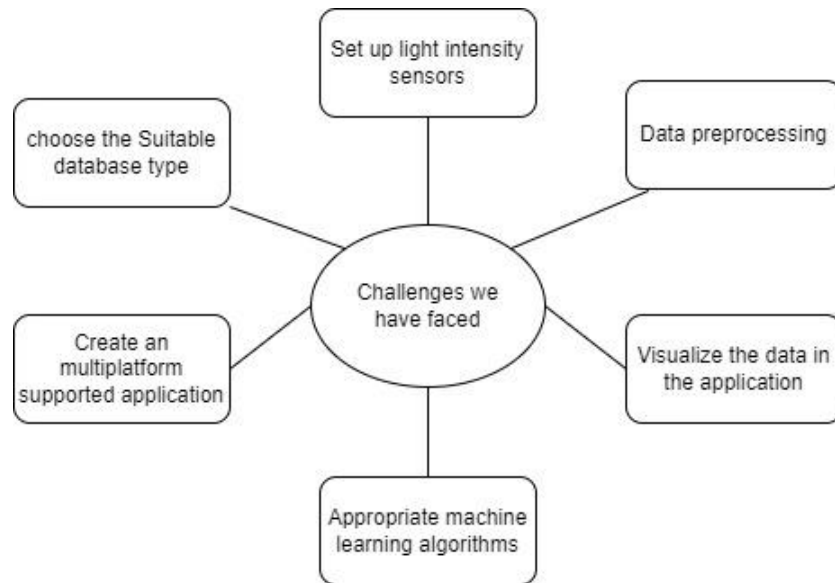 Set up light intensity
sensors
choose the Suitable
database type
Data preprocessing
Challenges we
have faced
Create an
multiplatform
supported application
Visualize the data in
the application
Appropriate machine
learning algorithms